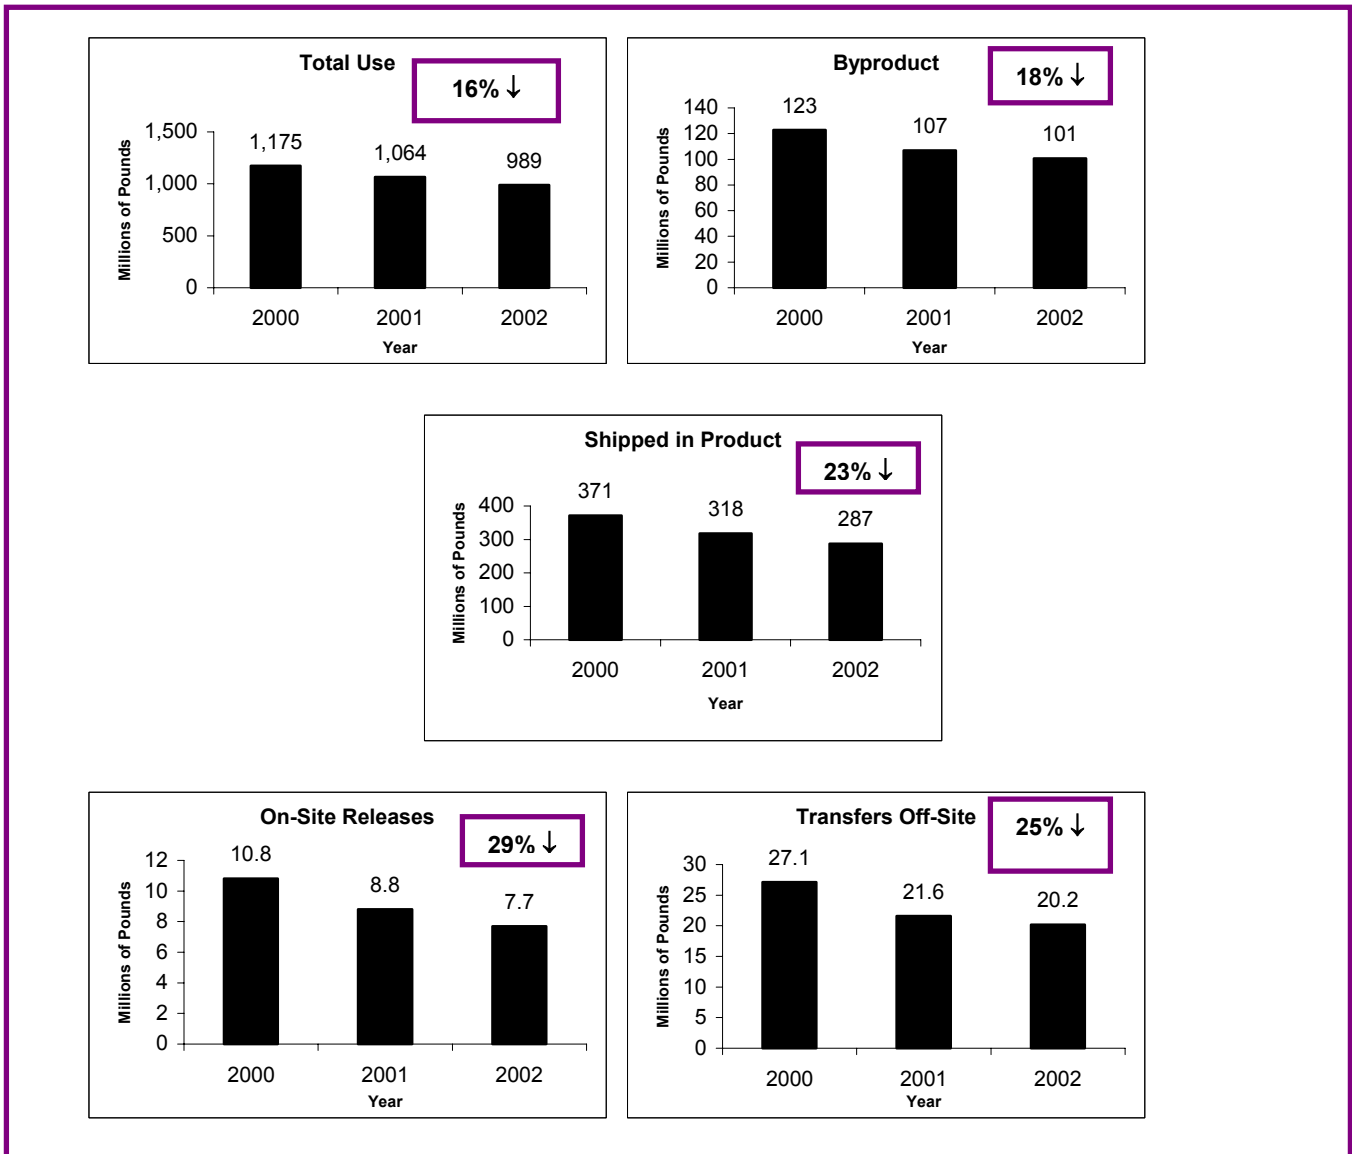 Total Use
16% ↓
Millions of Pounds
1,500
1,000
500
0
1,175
1,064
989
2000 2001 2002
Year
Byproduct
18% ↓
Millions of Pounds
140
120
100
80
60
40
20
0
123
107
101
2000 2001 2002
Year
Shipped in Product
23% ↓
Millions of Pounds
400
300
200
100
0
371
318
287
2000 2001 2002
Year
On-Site Releases
29% ↓
Millions of Pounds
12
10
8
6
4
2
0
10.8
8.8
7.7
2000 2001 2002
Year
Transfers Off-Site
25% ↓
Millions of Pounds
30
25
20
15
10
5
0
27.1
21.6
20.2
2000 2001 2002
Year